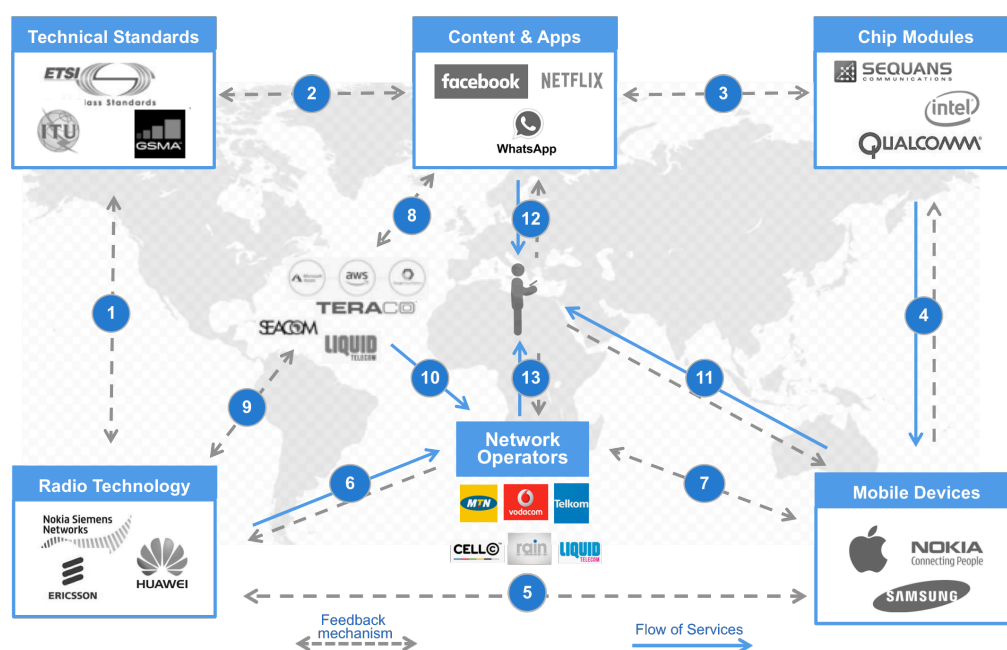 Technical Standards
Content & Apps
Chip Modules
ETSI
lass Standards
ITU
GSMA
2
facebook
NETFLIX
WhatsApp
3
SEQUANS
COMMUNICATIONS
intel
QUALCOMM
8
12
1
Microsoft
Azure
aws
TERACO
SEACOM
LIQUID
TELECOM
4
10
13
11
9
Network
Operators
6
7
Radio Technology
Mobile Devices
MTN
vodacom
Telkom
Nokia Siemens
Networks
ERICSSON
HUAWEI
CELL C
rain
LIQUID
TELECOM
NOKIA
Connecting People
SAMSUNG
5
Feedback
mechanism
Flow of Services